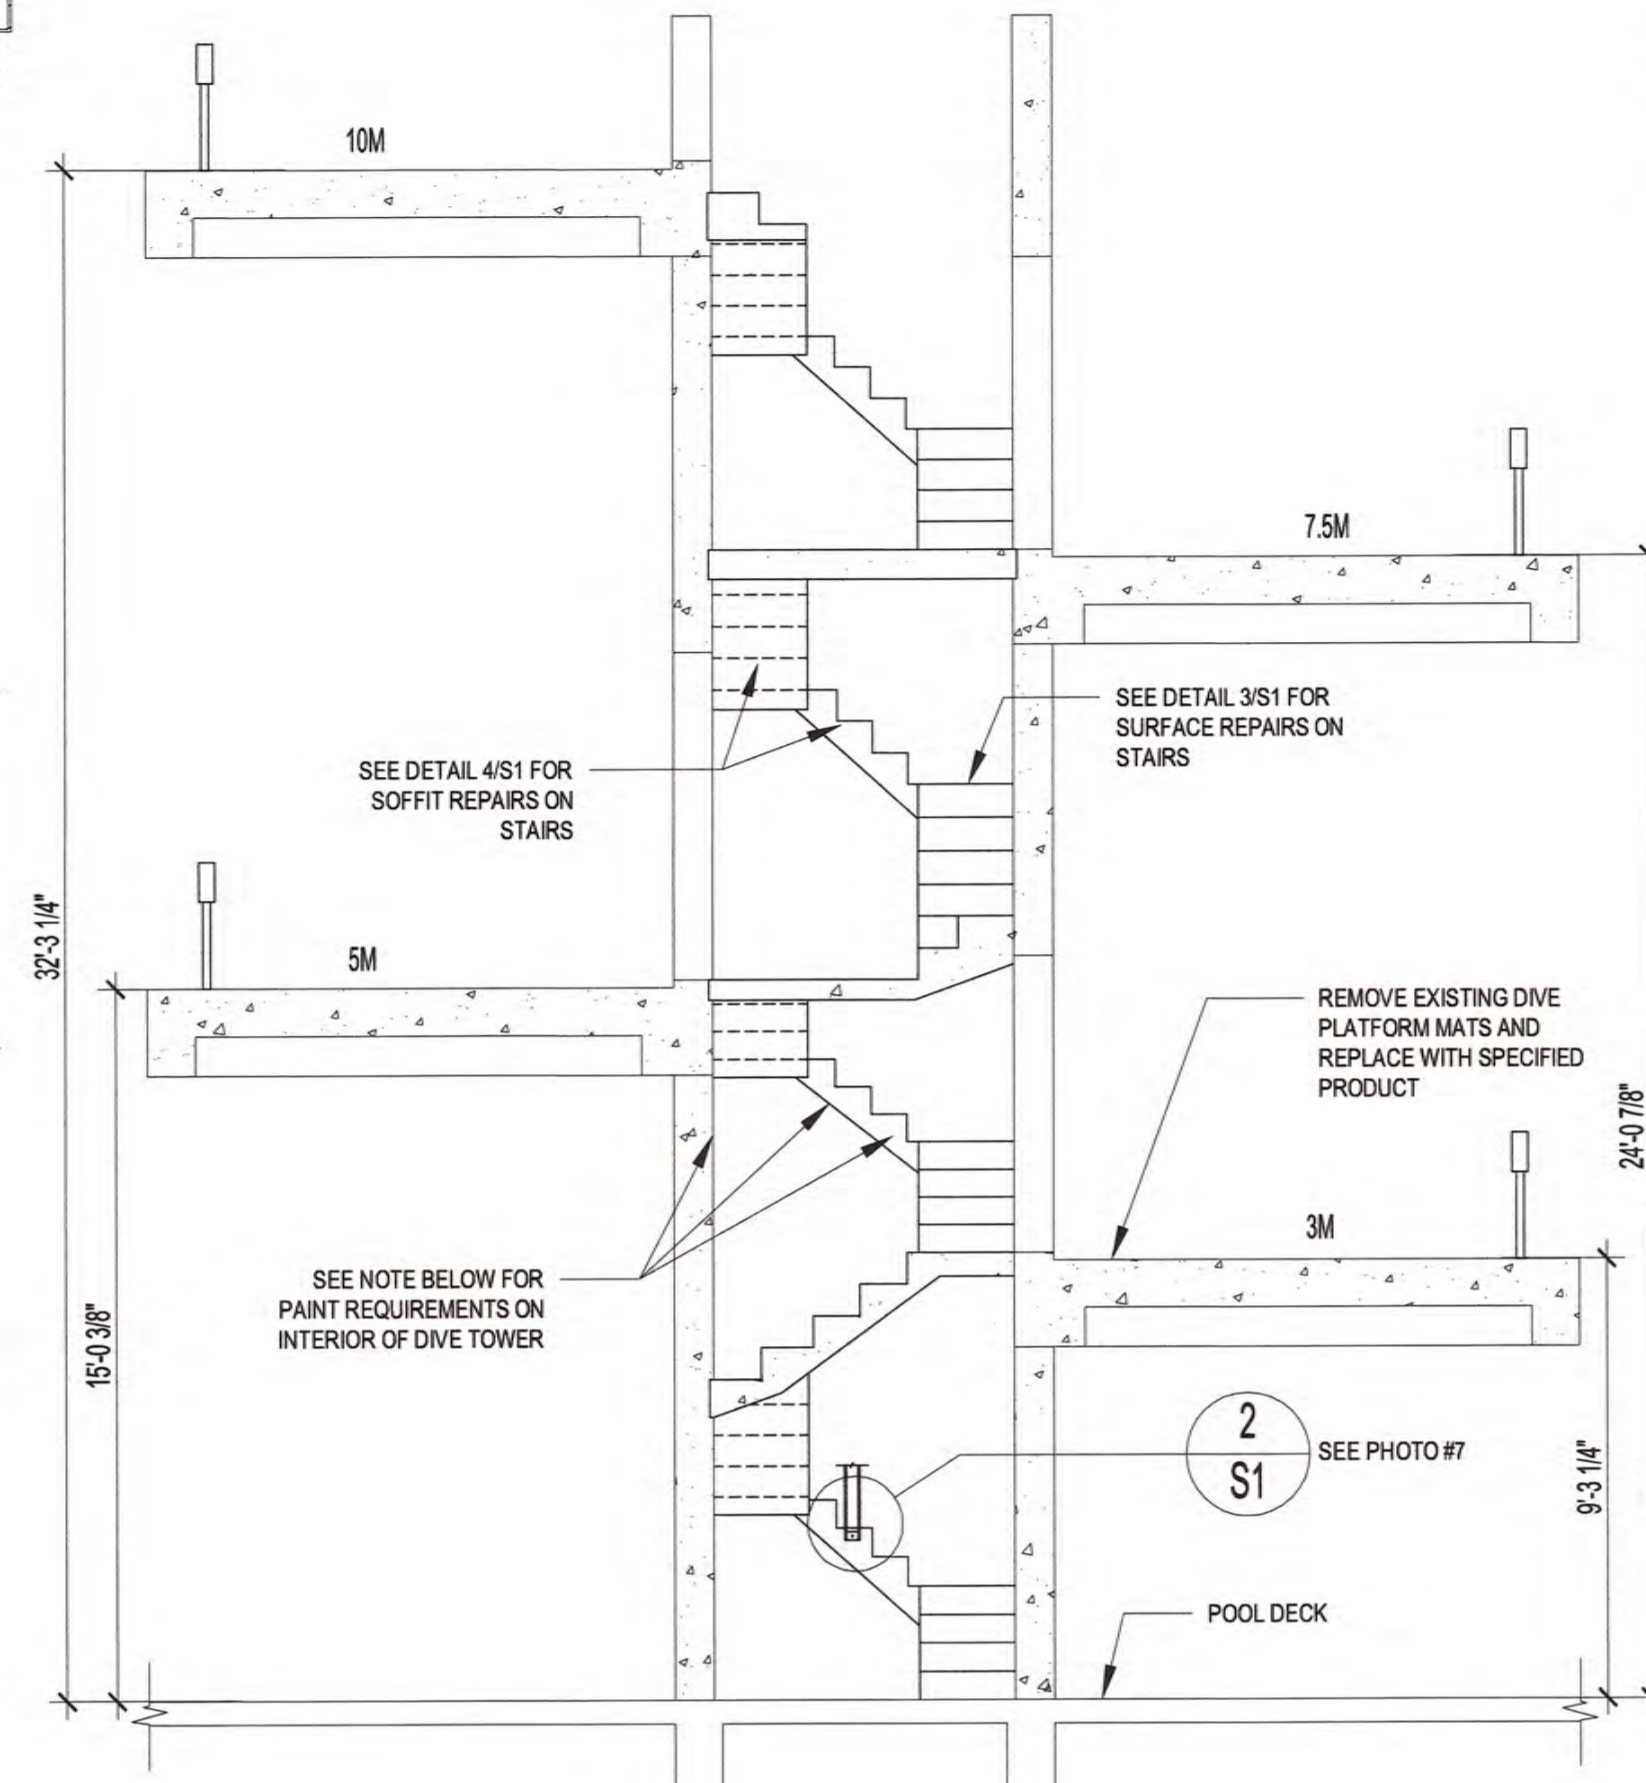 10M
7.5M
SEE DETAIL 3/S1 FOR
SURFACE REPAIRS ON
STAIRS
SEE DETAIL 4/S1 FOR
SOFFIT REPAIRS ON
STAIRS
32'-3 1/4"
5M
REMOVE EXISTING DIVE
PLATFORM MATS AND
REPLACE WITH SPECIFIED
PRODUCT
24'-0 7/8"
3M
SEE NOTE BELOW FOR
PAINT REQUIREMENTS ON
INTERIOR OF DIVE TOWER
15'-0 3/8"
2
S1
SEE PHOTO #7
9'-3 1/4"
POOL DECK